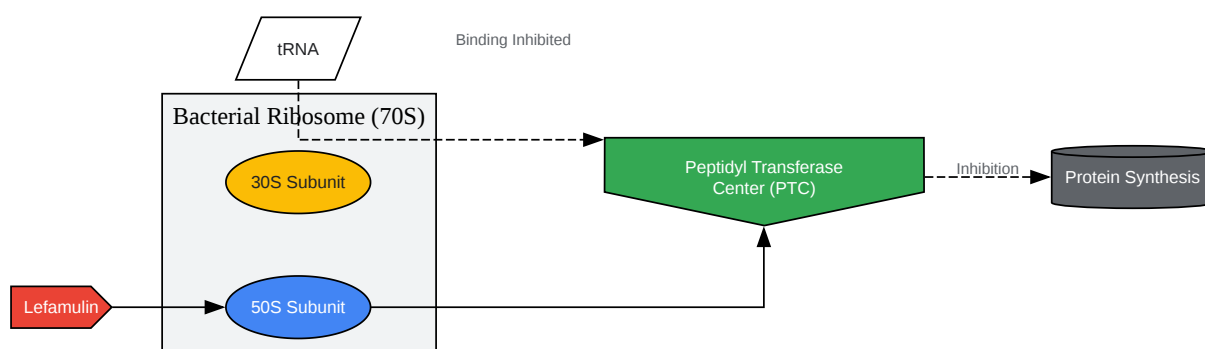 tRNA
Binding Inhibited
Bacterial Ribosome (70S)
30S Subunit
Peptidyl Transferase
Center (PTC)
Inhibition
Protein Synthesis
Lefamulin
50S Subunit